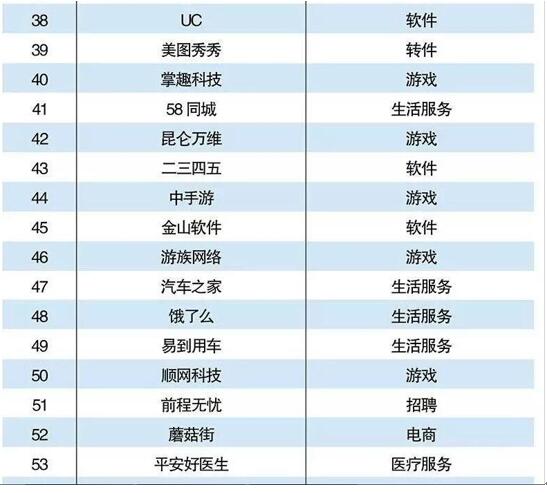 38 UC 软件
39 美图秀秀 转件
40 掌趣科技 游戏
41 58同城 生活服务
42 昆仑万维 游戏
43 二三四五 软件
44 中手游 游戏
45 金山软件 软件
46 游族网络 游戏
47 汽车之家 生活服务
48 饿了么 生活服务
49 易到用车 生活服务
50 顺网科技 游戏
51 前程无忧 招聘
52 蘑菇街 电商
53 平安好医生 医疗服务